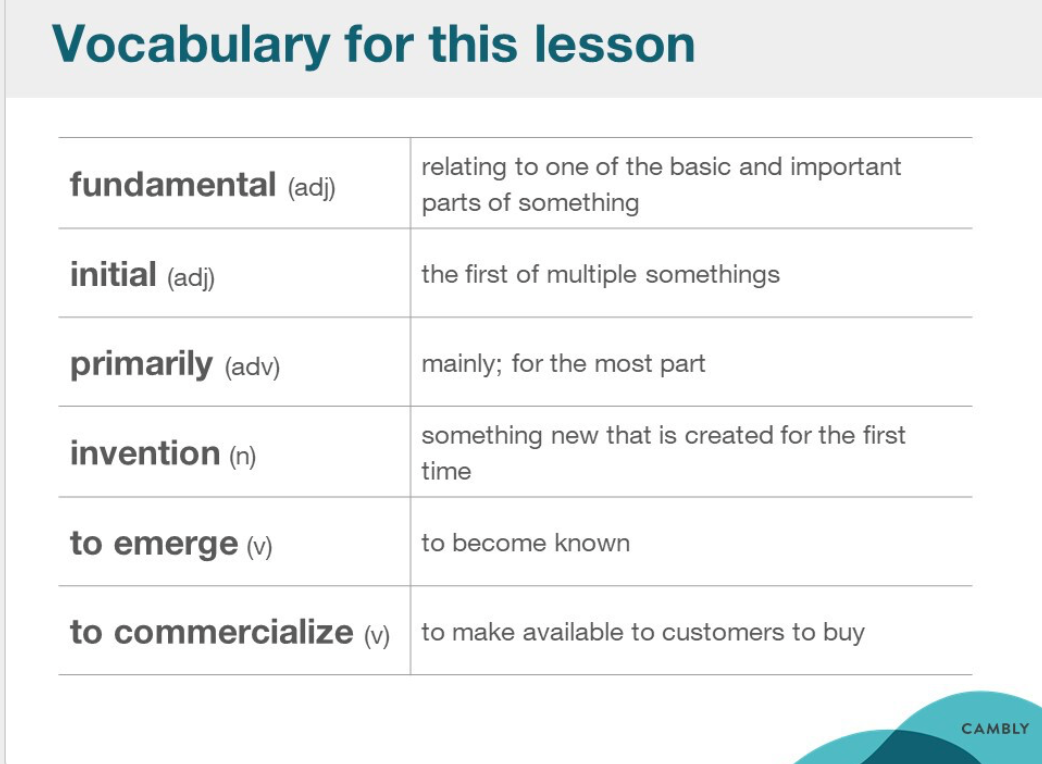 Vocabulary for this lesson
fundamental (adj)
relating to one of the basic and important
parts of something
initial (adj)
the first of multiple somethings
primarily (adv)
mainly; for the most part
invention (n)
something new that is created for the first
time
to emerge (v)
to become known
to commercialize (v)
to make available to customers to buy
CAMBLY